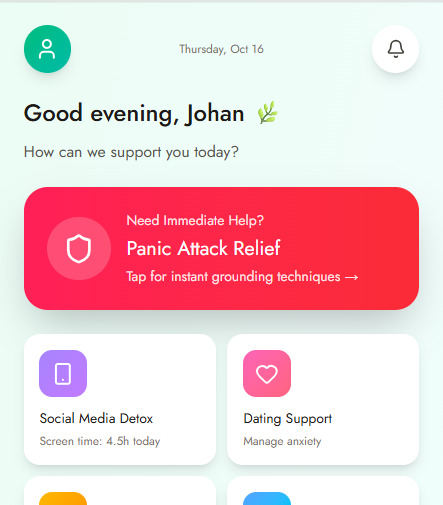 Thursday, Oct 16
Good evening, Johan 🌿
How can we support you today?
Need Immediate Help?
Panic Attack Relief
Tap for instant grounding techniques →
Social Media Detox
Screen time: 4.5h today
Dating Support
Manage anxiety